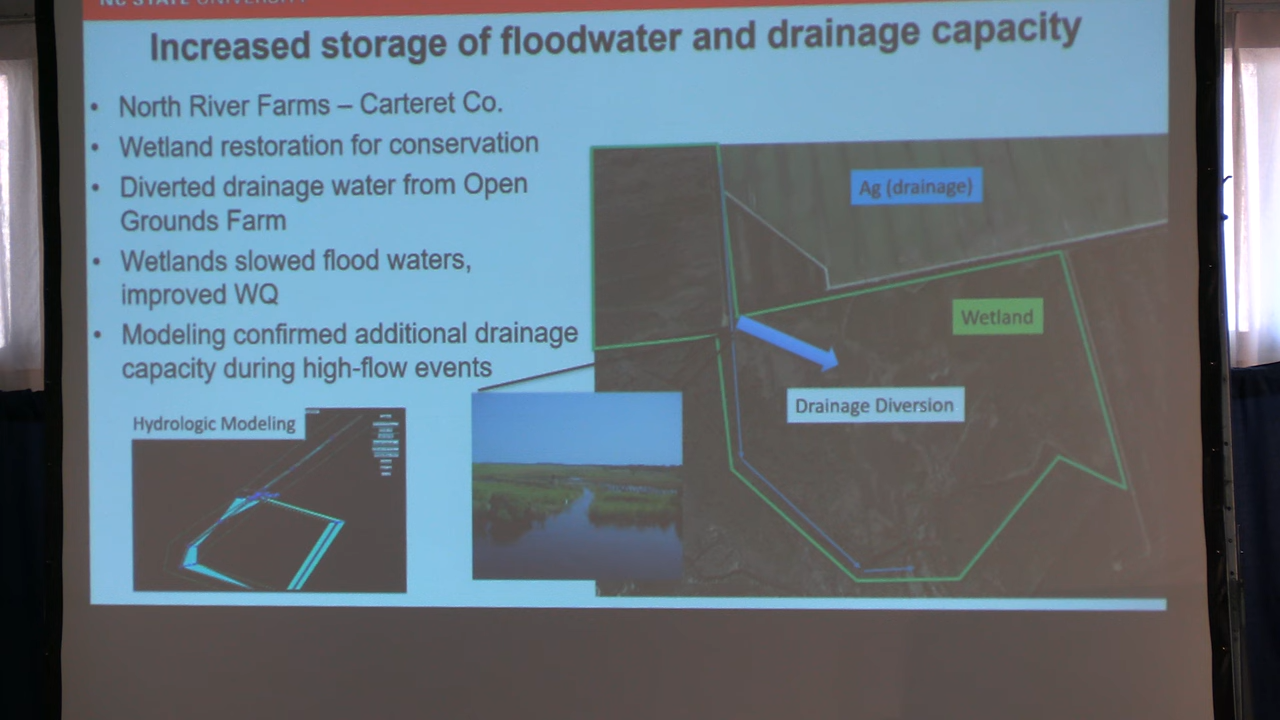 NC STATE UNIVERSITY
Increased storage of floodwater and drainage capacity
• North River Farms – Carteret Co.
• Wetland restoration for conservation
• Diverted drainage water from Open
Grounds Farm
• Wetlands slowed flood waters,
improved WQ
• Modeling confirmed additional drainage
capacity during high-flow events
Hydrologic Modeling
Ag (drainage)
Wetland
Drainage Diversion